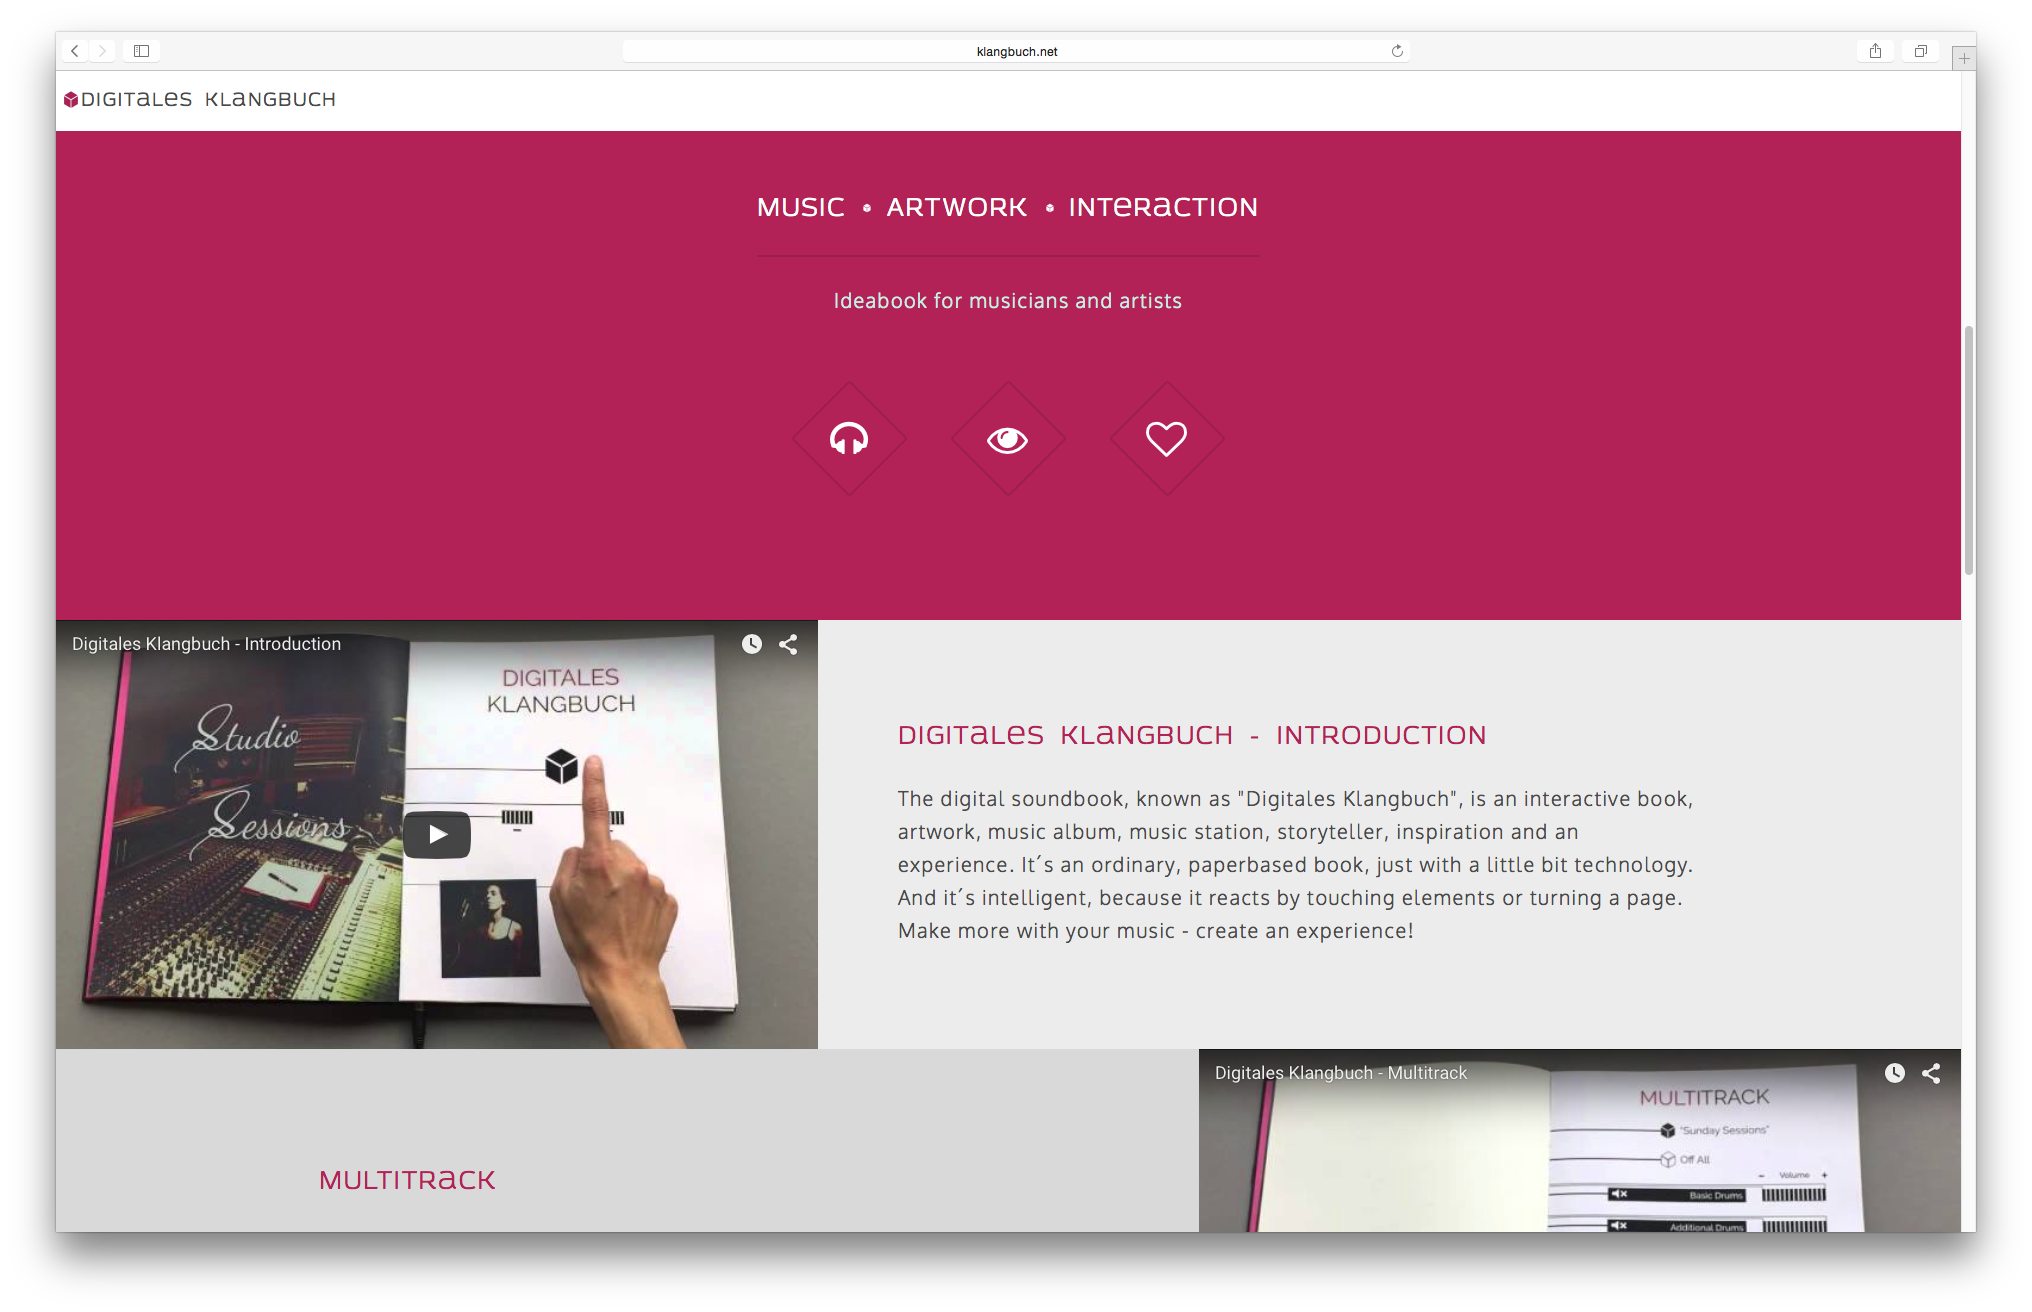 klangbuch.net
DIGITALES KLANGBUCH
MUSIC • ARTWORK • INTERACTION
Ideabook for musicians and artists
Digitales Klangbuch - Introduction
Studio
Sessions
DIGITALES
KLANGBUCH
DIGITALES KLANGBUCH - INTRODUCTION
The digital soundbook, known as "Digitales Klangbuch", is an interactive book,
artwork, music album, music station, storyteller, inspiration and an
experience. It´s an ordinary, paperbased book, just with a little bit technology.
And it´s intelligent, because it reacts by touching elements or turning a page.
Make more with your music - create an experience!
MULTITRACK
Digitales Klangbuch - Multitrack
MULTITRACK
"Sunday Sessions"
Off All
- Volume +
Basic Drums
Additional Drums